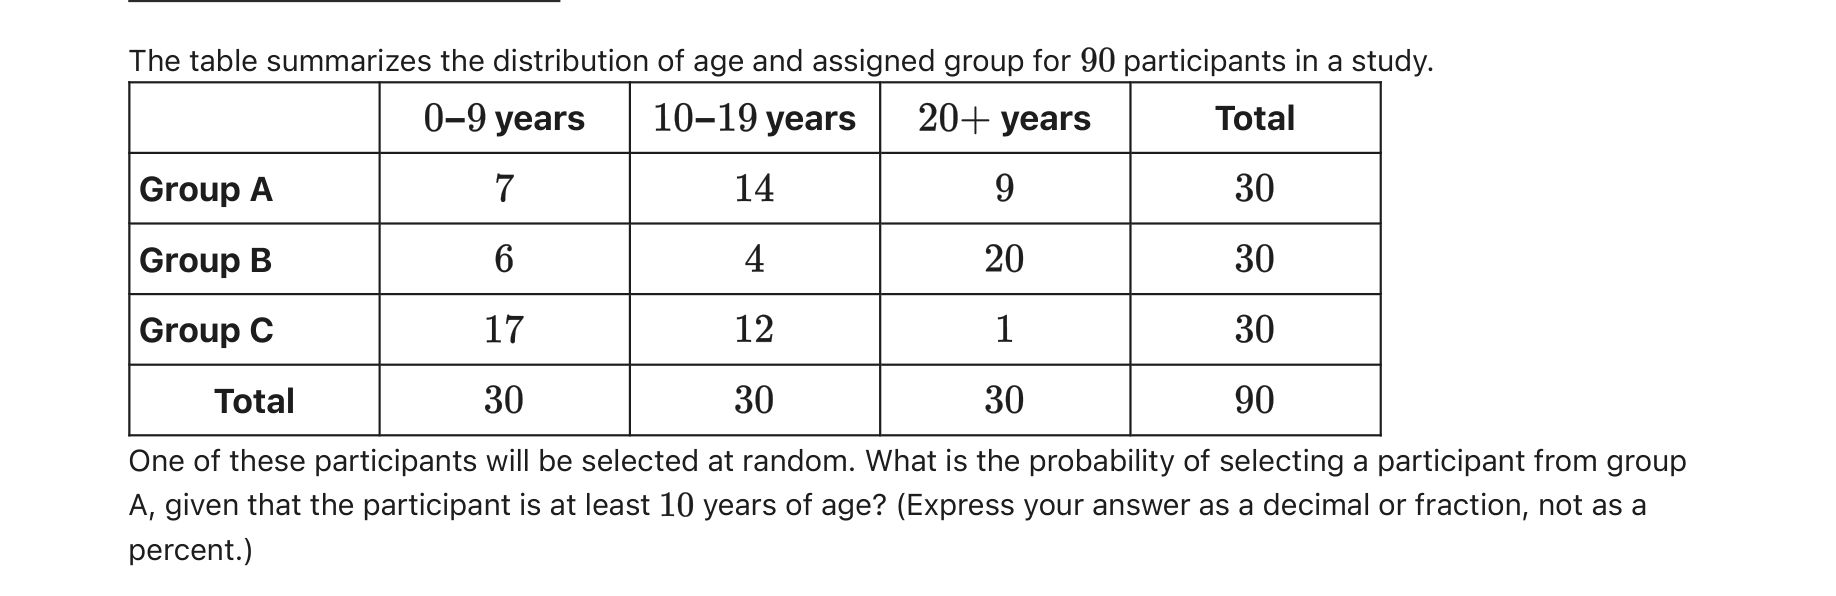 The table summarizes the distribution of age and assigned group for 90 participants in a study.
0–9 years 10–19 years 20+ years Total
Group A 7 14 9 30
Group B 6 4 20 30
Group C 17 12 1 30
Total 30 30 30 90
One of these participants will be selected at random. What is the probability of selecting a participant from group
A, given that the participant is at least 10 years of age? (Express your answer as a decimal or fraction, not as a
percent.)